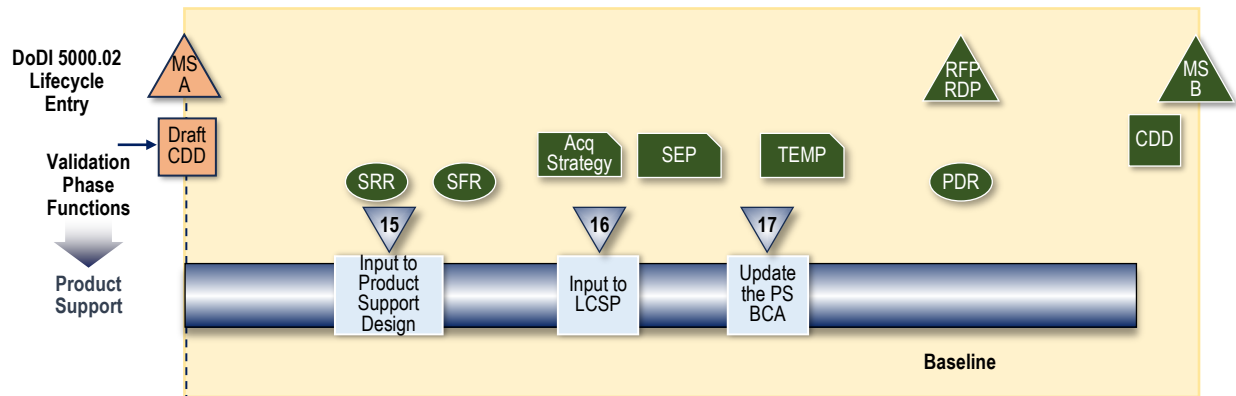 DoDI 5000.02
Lifecycle
Entry
MS
A
RFP
RDP
MS
B
Draft
CDD
Acq
Strategy
SEP
TEMP
CDD
Validation
Phase
Functions
SRR
SFR
PDR
15
16
17
Product
Support
Input to
Product
Support
Design
Input to
LCSP
Update
the PS
BCA
Baseline